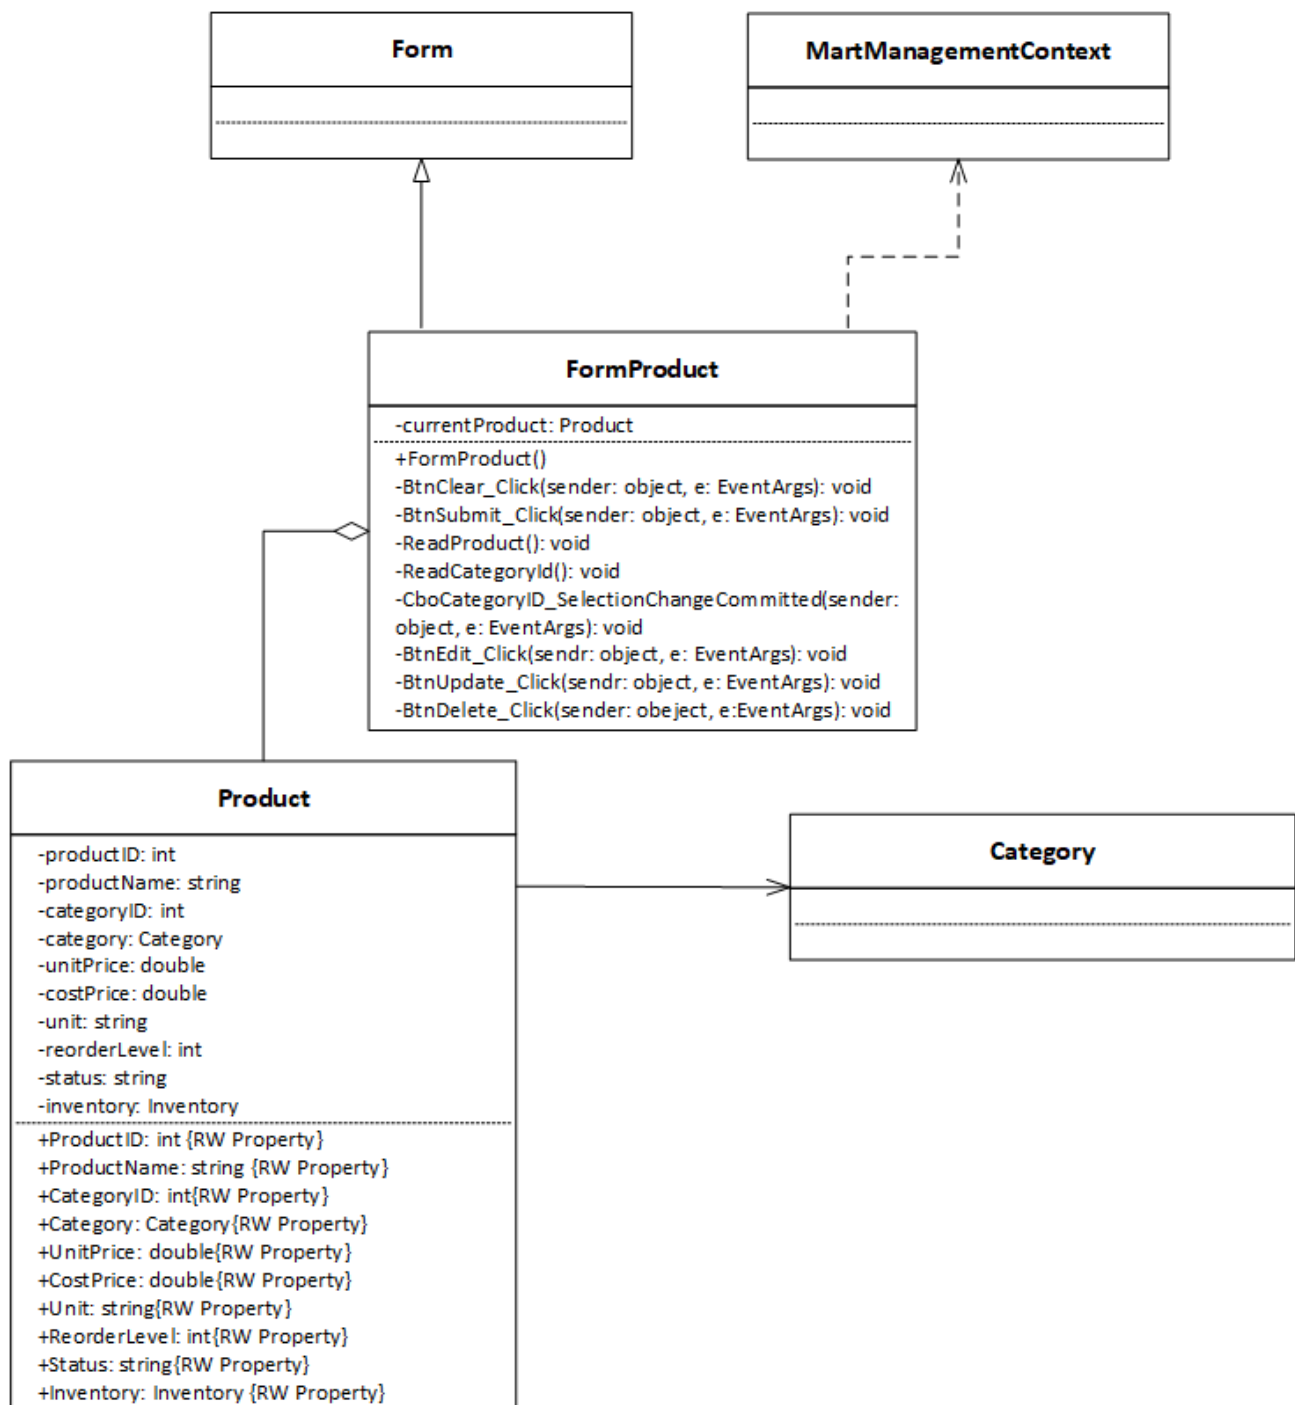 Form
MartManagementContext
FormProduct
-currentProduct: Product
+FormProduct()
-BtnClear_Click(sender: object, e: EventArgs): void
-BtnSubmit_Click(sender: object, e: EventArgs): void
-ReadProduct(): void
-ReadCategoryId(): void
-CboCategoryID_SelectionChangeCommitted(sender:
object, e: EventArgs): void
-BtnEdit_Click(sendr: object, e: EventArgs): void
-BtnUpdate_Click(sendr: object, e: EventArgs): void
-BtnDelete_Click(sender: obeject, e:EventArgs): void
Product
-productID: int
-productName: string
-categoryID: int
-category: Category
-unitPrice: double
-costPrice: double
-unit: string
-reorderLevel: int
-status: string
-inventory: Inventory
+ProductID: int {RW Property}
+ProductName: string {RW Property}
+CategoryID: int{RW Property}
+Category: Category{RW Property}
+UnitPrice: double{RW Property}
+CostPrice: double{RW Property}
+Unit: string{RW Property}
+ReorderLevel: int{RW Property}
+Status: string{RW Property}
+Inventory: Inventory {RW Property}
Category